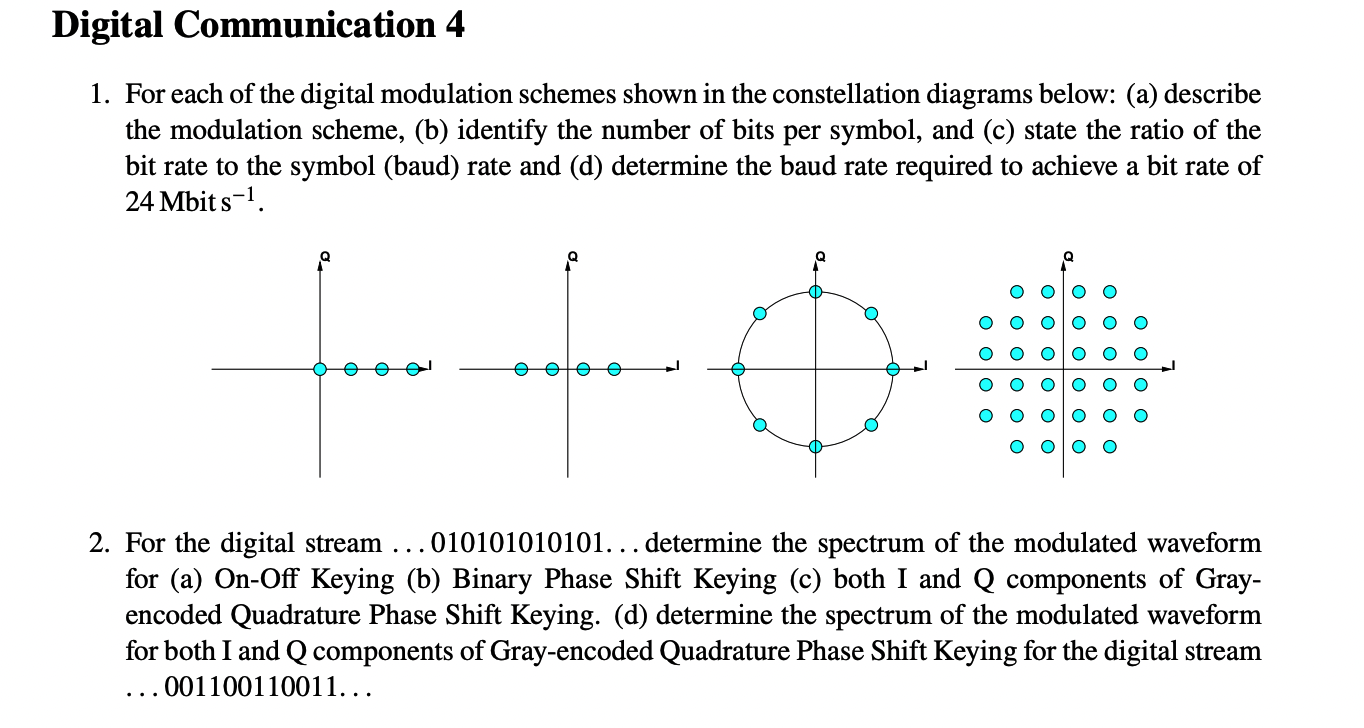 Digital Communication 4
1. For each of the digital modulation schemes shown in the constellation diagrams below: (a) describe
the modulation scheme, (b) identify the number of bits per symbol, and (c) state the ratio of the
bit rate to the symbol (baud) rate and (d) determine the baud rate required to achieve a bit rate of
24 Mbit s⁻¹.
Q Q Q Q
I I I I
2. For the digital stream ...010101010101... determine the spectrum of the modulated waveform
for (a) On-Off Keying (b) Binary Phase Shift Keying (c) both I and Q components of Gray-
encoded Quadrature Phase Shift Keying. (d) determine the spectrum of the modulated waveform
for both I and Q components of Gray-encoded Quadrature Phase Shift Keying for the digital stream
...001100110011...